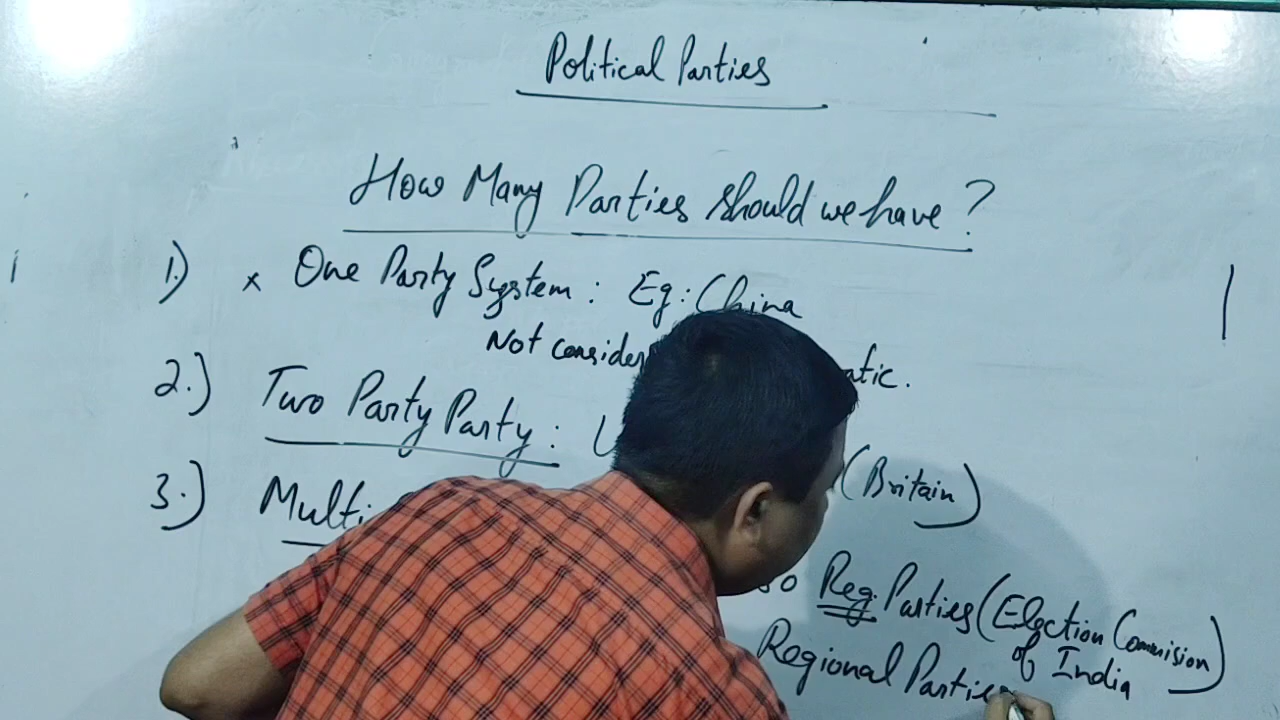 Political Parties
How Many Parties should we have?
1.) x One Party System: Eg: China
Not consider atic.
2.) Two Party Party: U
(Britain)
3.) Multi
Reg. Parties (Election Commision)
of India
Regional Parties